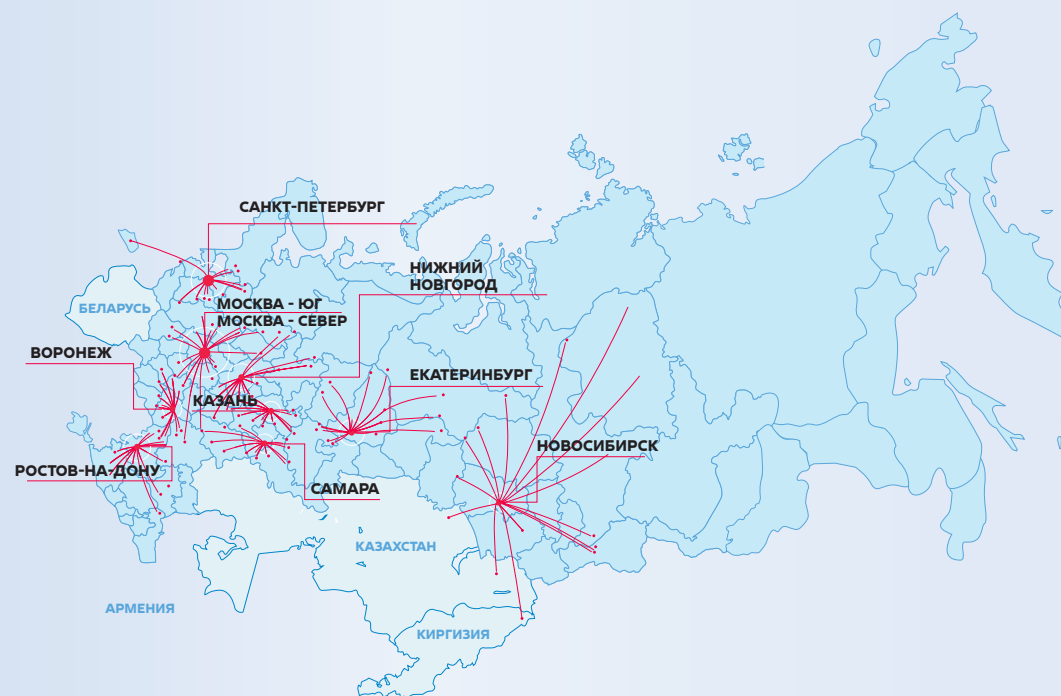 САНКТ-ПЕТЕРБУРГ
НИЖНИЙ
НОВГОРОД
БЕЛАРУСЬ
МОСКВА - ЮГ
МОСКВА - СЕВЕР
ВОРОНЕЖ
ЕКАТЕРИНБУРГ
КАЗАНЬ
НОВОСИБИРСК
РОСТОВ-НА-ДОНУ
САМАРА
КАЗАХСТАН
АРМЕНИЯ
КИРГИЗИЯ